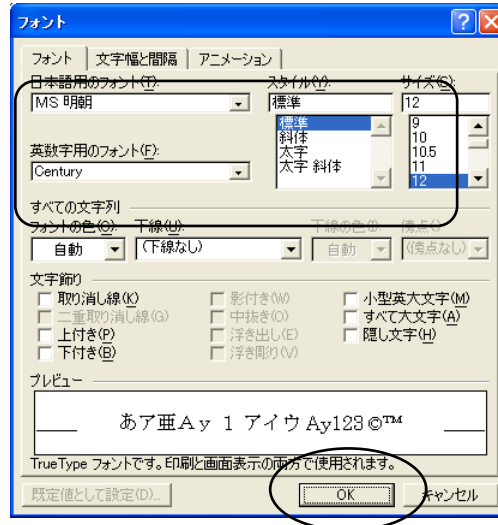 フォント
フォント 文字幅と間隔 アニメーション
日本語用のフォント(T): スタイル(Y): サイズ(S):
MS 明朝 標準 12
標準 9
斜体 10
英数字用のフォント(F): 太字 10.5
Century 太字 斜体 11
12
すべての文字列
フォントの色(O): 下線(U): 下線の色(I): 傍点(:)
自動 (下線なし) 自動 (傍点なし)
文字飾り
取り消し線(K) 影付き(W) 小型英大文字(M)
二重取り消し線(G) 中抜き(O) すべて大文字(A)
上付き(P) 浮き出し(E) 隠し文字(H)
下付き(B) 浮き彫り(V)
プレビュー
あア亜Ay 1 アイウ Ay123©™
TrueType フォントです。印刷と画面表示の両方で使用されます。
既定値として設定(D)... OK キャンセル